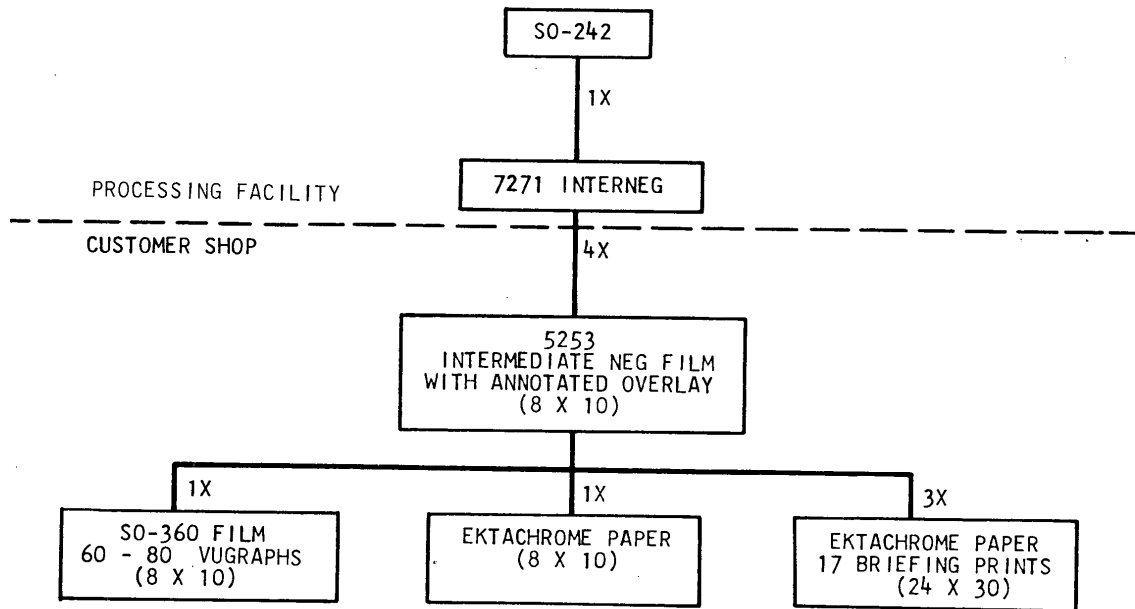 SO-242
1X
7271 INTERNEG
PROCESSING FACILITY
CUSTOMER SHOP
4X
5253
INTERMEDIATE NEG FILM
WITH ANNOTATED OVERLAY
(8 X 10)
1X
1X
3X
SO-360 FILM
60 - 80 VUGRAPHS
(8 X 10)
EKTACHROME PAPER
(8 X 10)
EKTACHROME PAPER
17 BRIEFING PRINTS
(24 X 30)